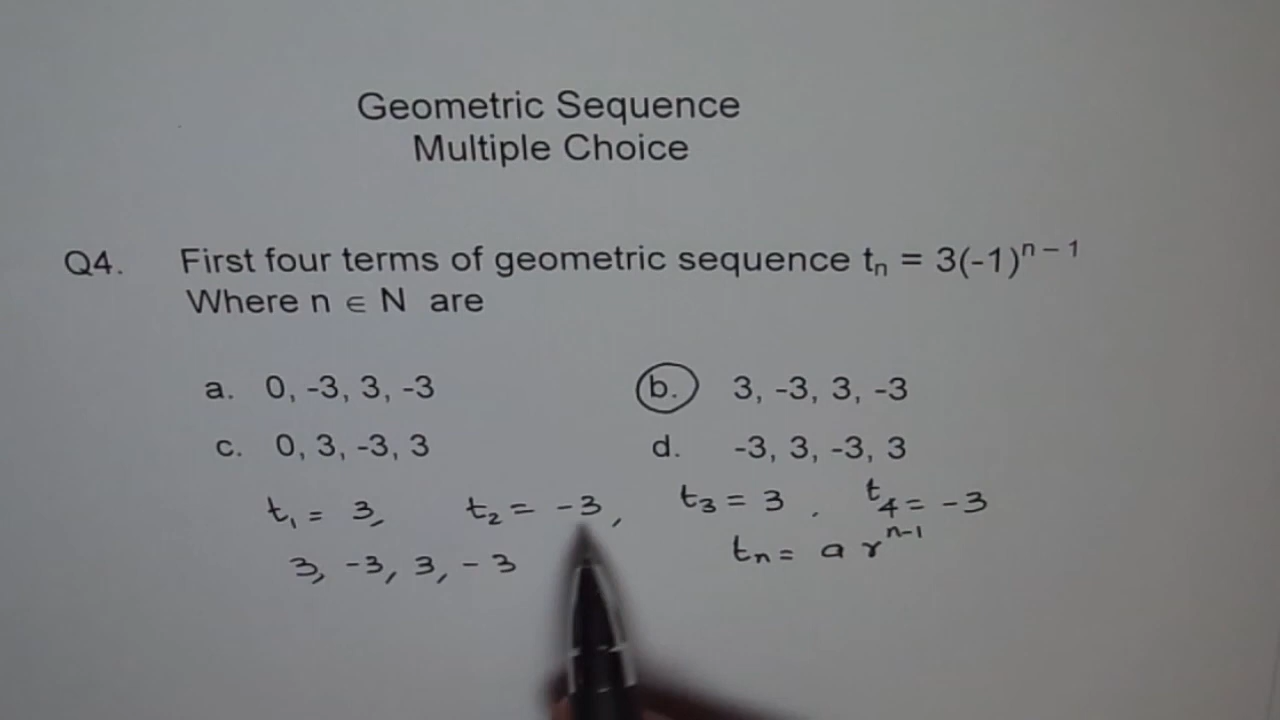 Geometric Sequence
Multiple Choice
Q4. First four terms of geometric sequence tₙ = 3(-1)ⁿ⁻¹
Where n ∈ N are
a. 0, -3, 3, -3 b. 3, -3, 3, -3
c. 0, 3, -3, 3 d. -3, 3, -3, 3
t₁ = 3, t₂ = -3, t₃ = 3, t₄ = -3
3, -3, 3, -3 tₙ = a rⁿ⁻¹